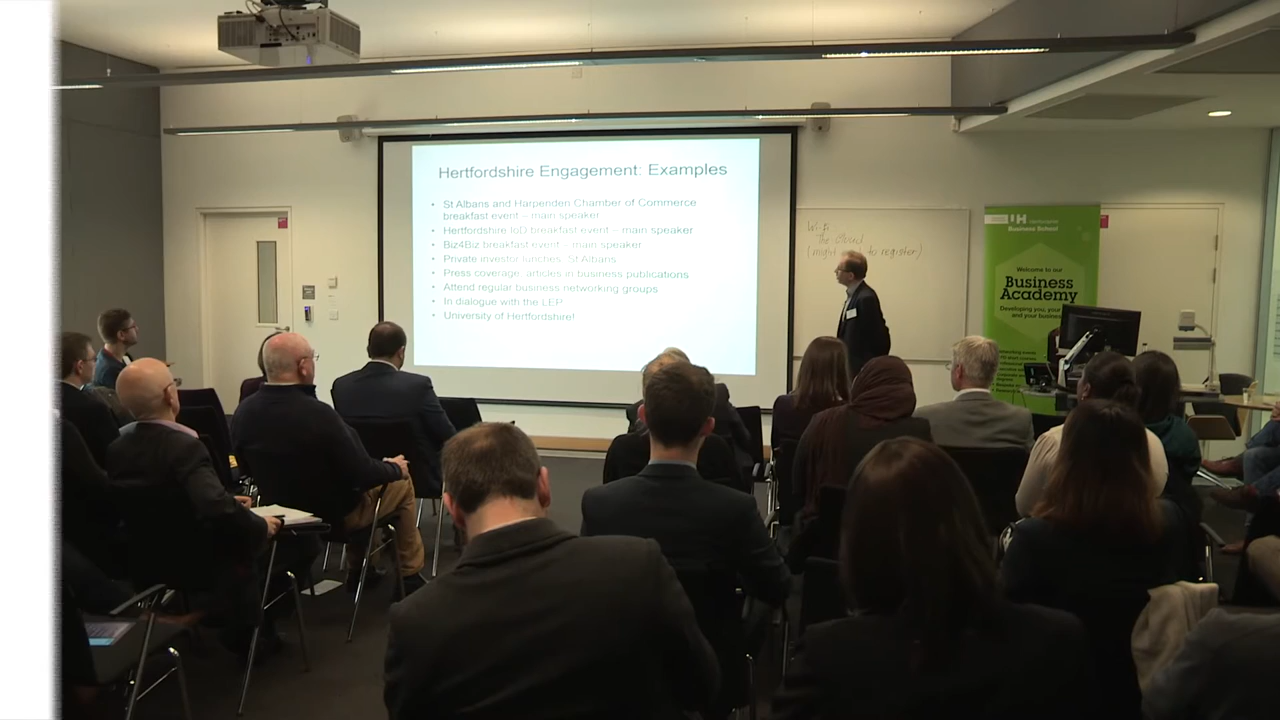 Hertfordshire Engagement: Examples
• St Albans and Harpenden Chamber of Commerce
breakfast event – main speaker
• Hertfordshire IoD breakfast event – main speaker
• Biz4Biz breakfast event – main speaker
• Private investor lunches: St Albans
• Press coverage: articles in business publications
• Attend regular business networking groups
• In dialogue with the LEP
• University of Hertfordshire!
Wi-fi
The Cloud
(might need to register)
UH
Business School
Welcome to our
Business
Academy
Developing you, your
and your business